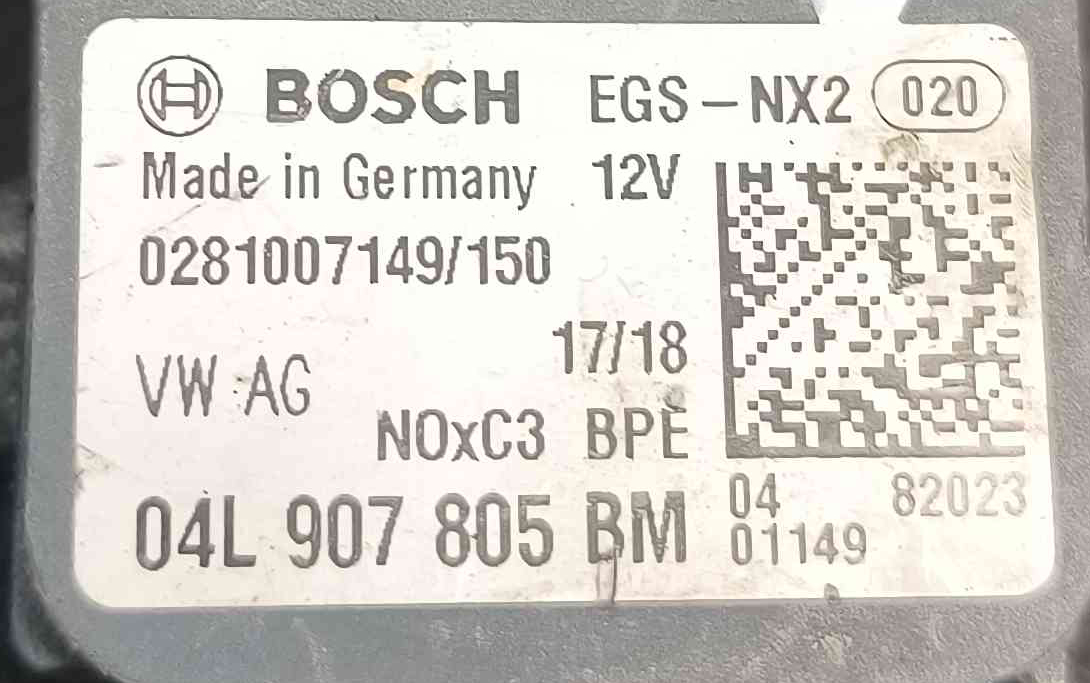 BOSCH EGS-NX2 020
Made in Germany 12V
0281007149/150
17/18
VW AG
NOxC3 BPE
04L 907 805 BM
04 82023
01149